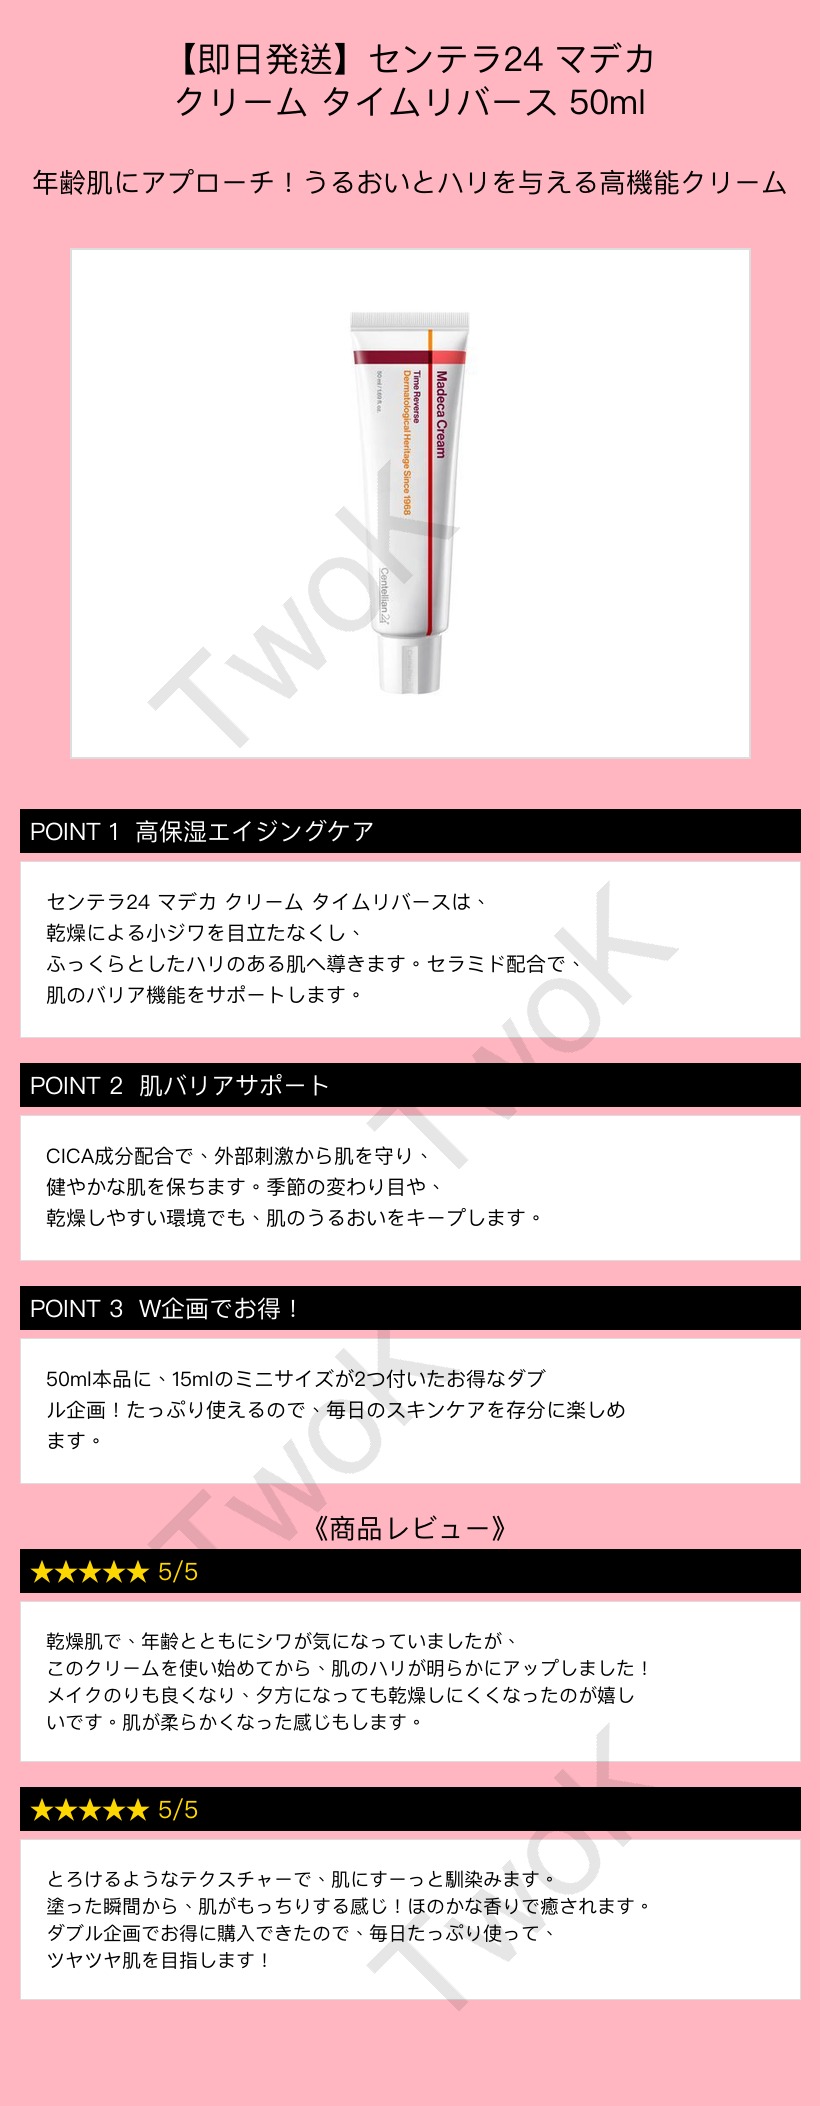 【即日発送】センテラ24 マデカ
クリーム タイムリバース 50ml
年齢肌にアプローチ！うるおいとハリを与える高機能クリーム
Madeca Cream
Time Reverse
Dermatological Heritage Since 1968
50 ml / 1.69 fl. oz.
Centellian 24
TwoK
POINT 1 高保湿エイジングケア
センテラ24 マデカ クリーム タイムリバースは、
乾燥による小ジワを目立たなくし、
ふっくらとしたハリのある肌へ導きます。セラミド配合で、
肌のバリア機能をサポートします。
TwoK
POINT 2 肌バリアサポート
CICA成分配合で、外部刺激から肌を守り、
健やかな肌を保ちます。季節の変わり目や、
乾燥しやすい環境でも、肌のうるおいをキープします。
POINT 3 W企画でお得！
50ml本品に、15mlのミニサイズが2つ付いたお得なダブ
ル企画！たっぷり使えるので、毎日のスキンケアを存分に楽しめ
ます。
TwoK
《商品レビュー》
★★★★★ 5/5
乾燥肌で、年齢とともにシワが気になっていましたが、
このクリームを使い始めてから、肌のハリが明らかにアップしました！
メイクのりも良くなり、夕方になっても乾燥しにくくなったのが嬉し
いです。肌が柔らかくなった感じもします。
★★★★★ 5/5
とろけるようなテクスチャーで、肌にすーっと馴染みます。
塗った瞬間から、肌がもっちりする感じ！ほのかな香りで癒されます。
ダブル企画でお得に購入できたので、毎日たっぷり使って、
ツヤツヤ肌を目指します！
TwoK